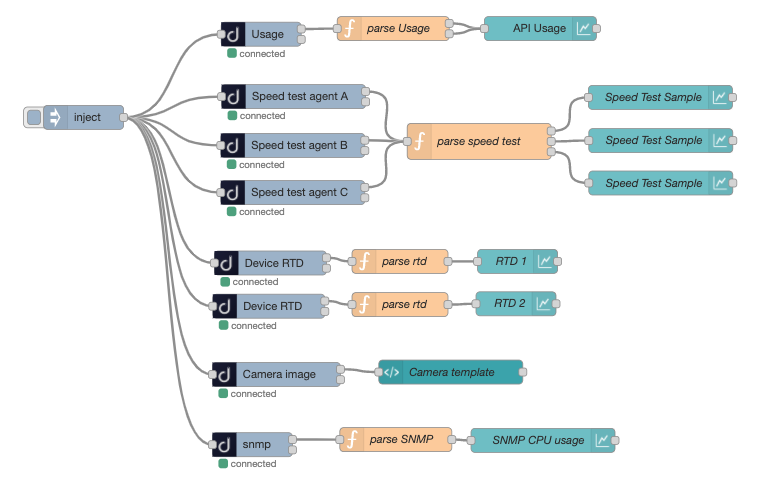 inject
Usage
connected
parse Usage
API Usage
Speed test agent A
connected
Speed test agent B
connected
Speed test agent C
connected
parse speed test
Speed Test Sample
Speed Test Sample
Speed Test Sample
Device RTD
connected
parse rtd
RTD 1
Device RTD
connected
parse rtd
RTD 2
Camera image
connected
Camera template
snmp
connected
parse SNMP
SNMP CPU usage